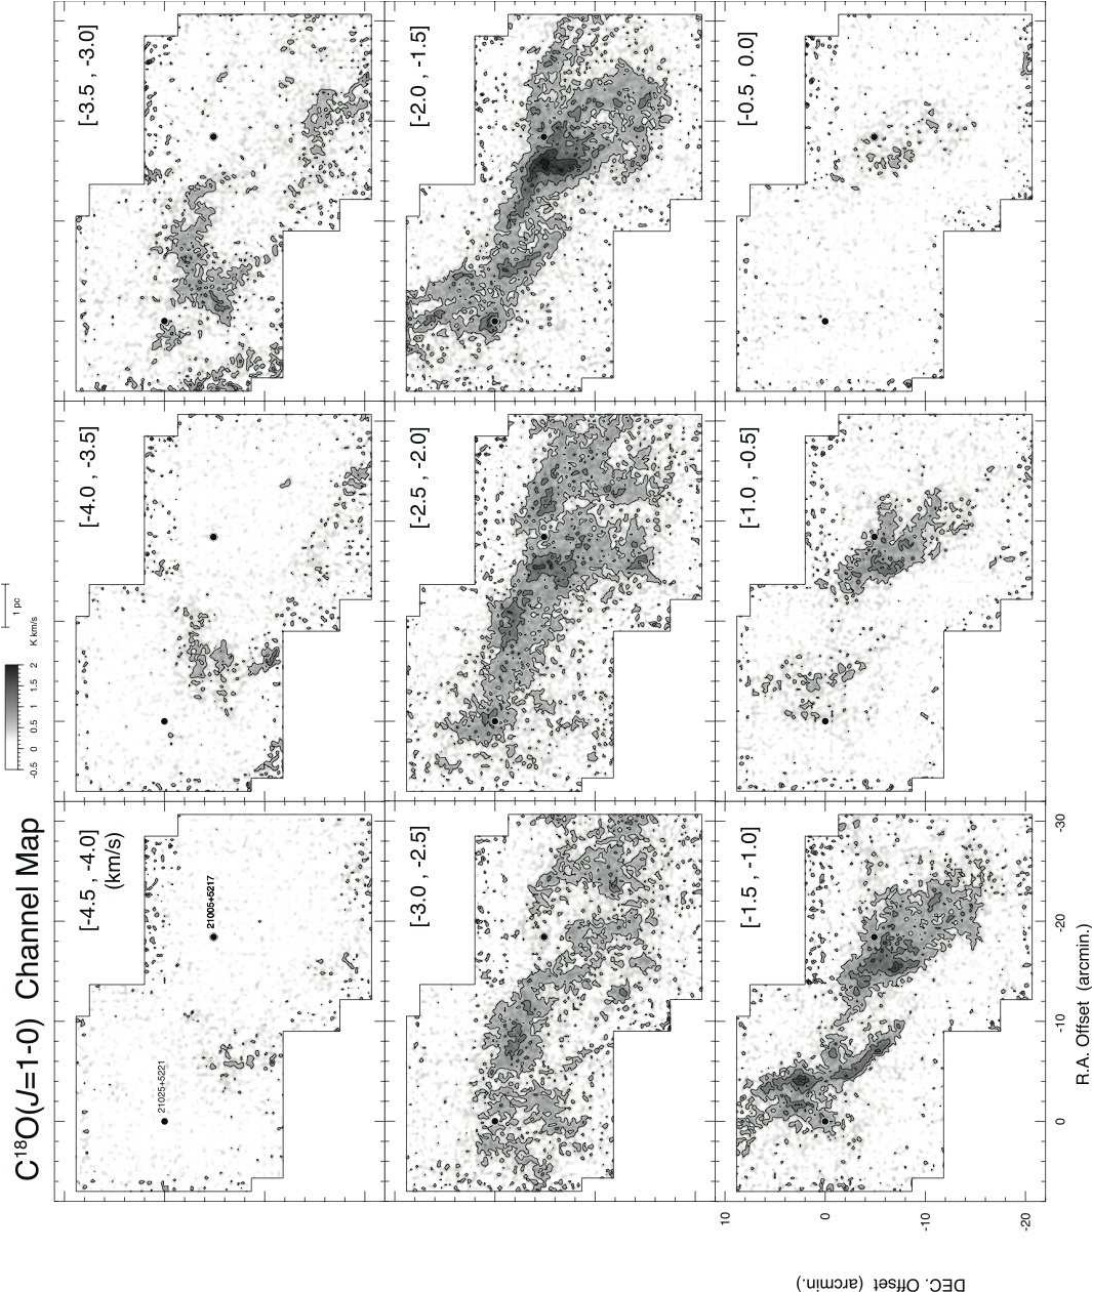 C¹⁸O(J=1-0) Channel Map
-0.5 0 0.5 1 1.5 2 K km/s
1 pc
[-4.5 , -4.0]
(km/s)
21025+5221
21005+5217
[-4.0 , -3.5]
[-3.5 , -3.0]
[-3.0 , -2.5]
[-2.5 , -2.0]
[-2.0 , -1.5]
[-1.5 , -1.0]
[-1.0 , -0.5]
[-0.5 , 0.0]
10
0
-10
-20
DEC. Offset (arcmin.)
0
-10
-20
-30
R.A. Offset (arcmin.)